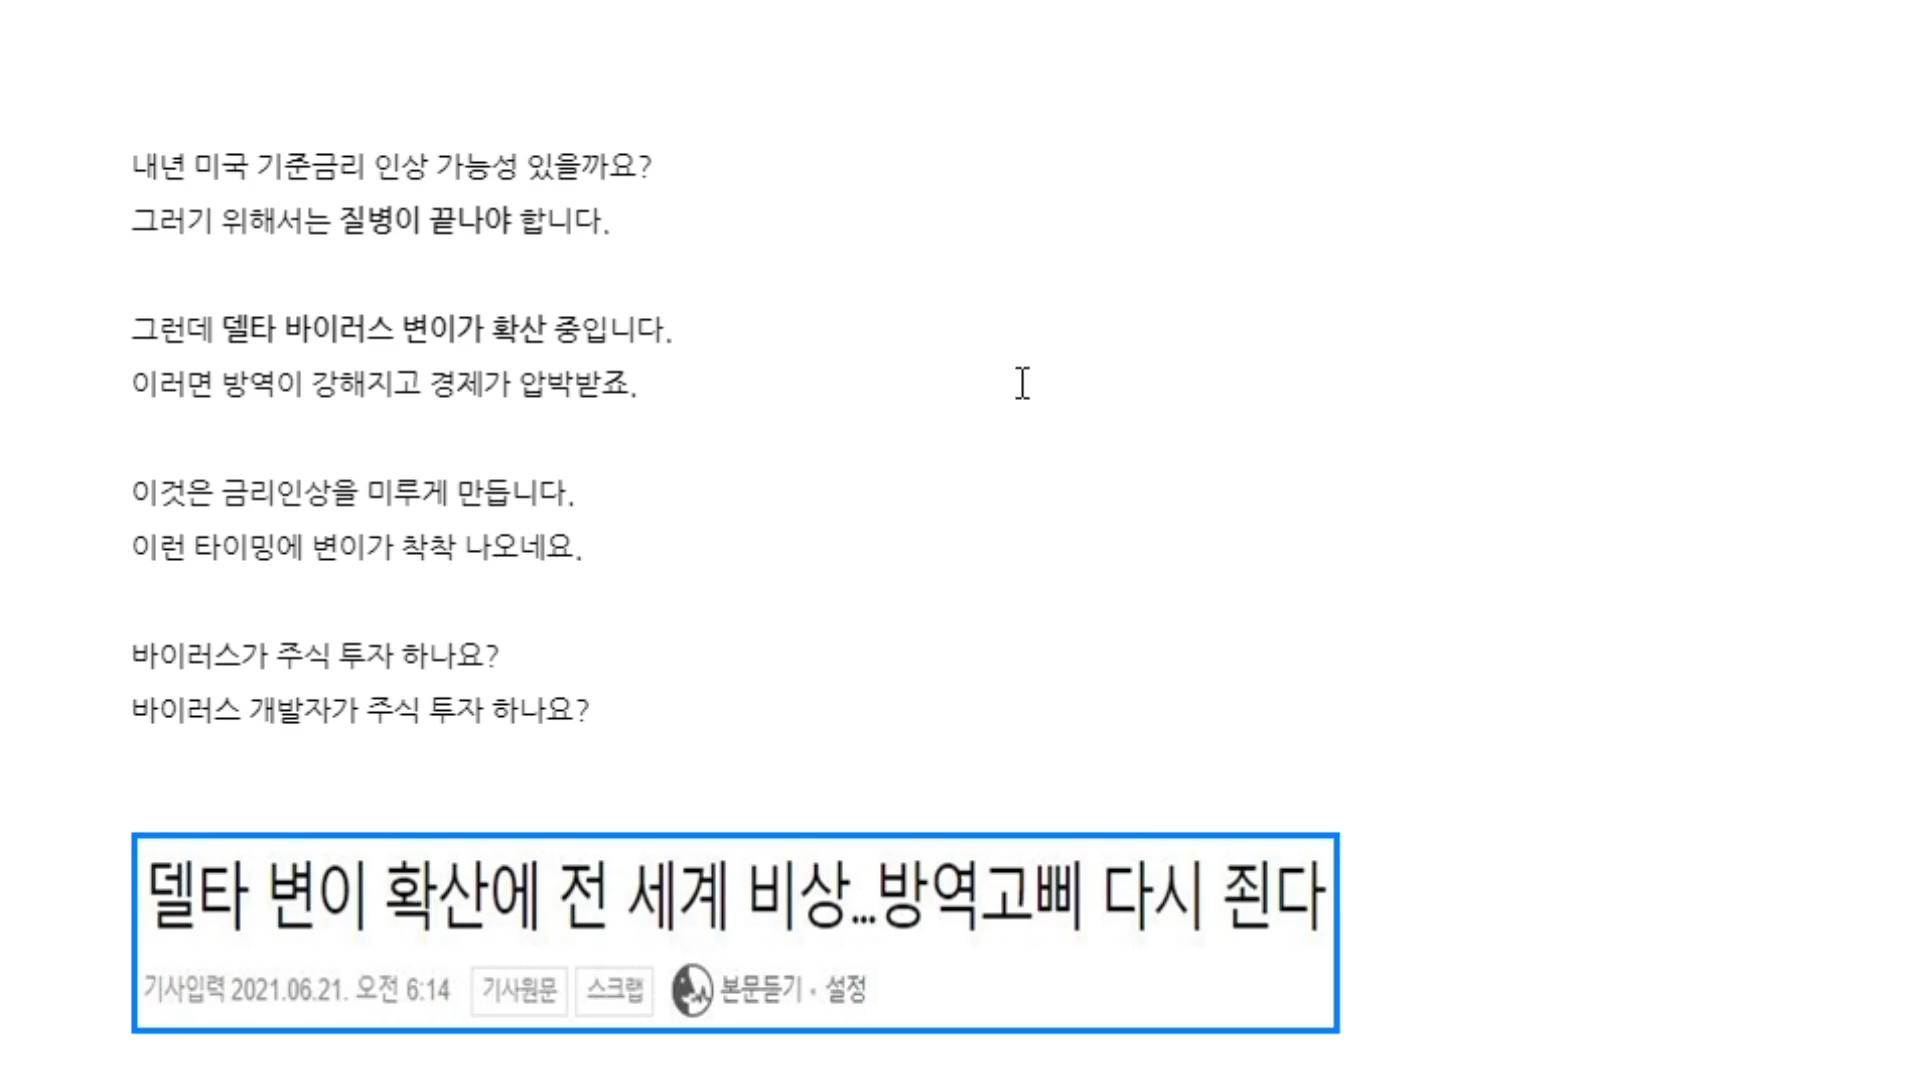 내년 미국 기준금리 인상 가능성 있을까요?
그러기 위해서는 질병이 끝나야 합니다.
그런데 델타 바이러스 변이가 확산 중입니다.
이러면 방역이 강해지고 경제가 압박받죠.
이것은 금리인상을 미루게 만듭니다.
이런 타이밍에 변이가 착착 나오네요.
바이러스가 주식 투자 하나요?
바이러스 개발자가 주식 투자 하나요?
델타 변이 확산에 전 세계 비상...방역고삐 다시 죈다
기사입력 2021.06.21. 오전 6:14 기사원문 스크랩 본문듣기 · 설정